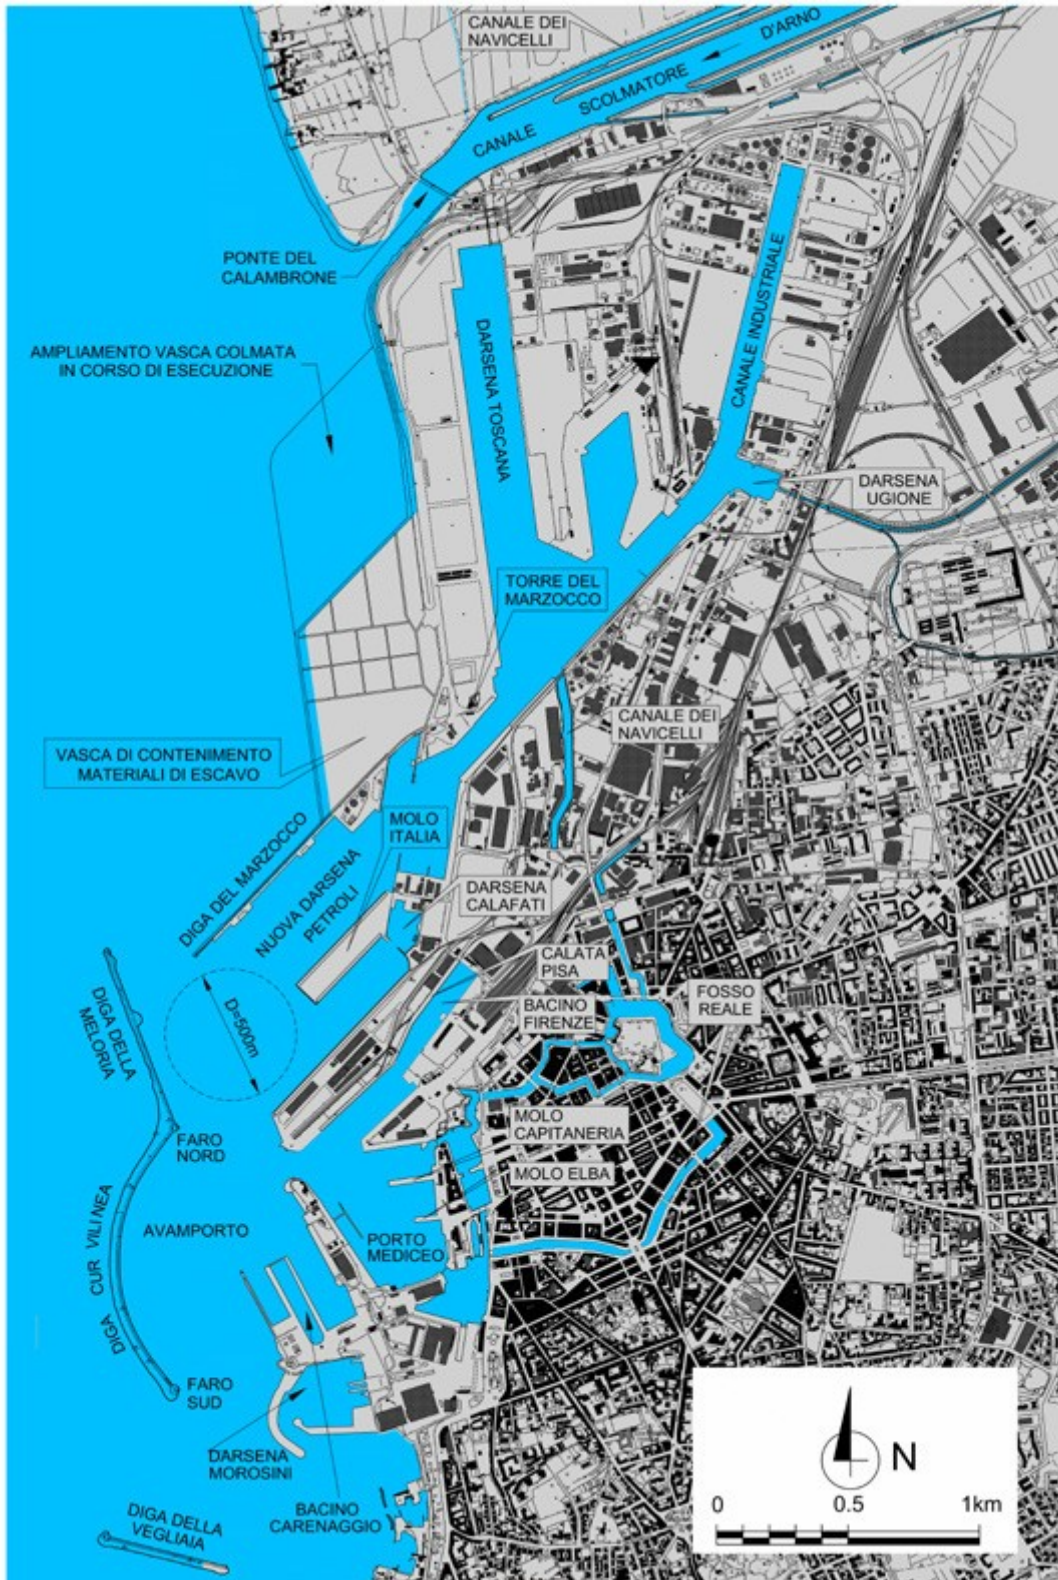 CANALE DEI
NAVICELLI
D'ARNO
SCOLMATORE
CANALE
PONTE DEL
CALAMBRONE
CANALE INDUSTRIALE
DARSENA TOSCANA
AMPLIAMENTO VASCA COLMATA
IN CORSO DI ESECUZIONE
DARSENA
UGIONE
TORRE DEL
MARZOCCO
CANALE DEI
NAVICELLI
VASCA DI CONTENIMENTO
MATERIALI DI ESCAVO
MOLO
ITALIA
DIGA DEL MARZOCCO
NUOVA DARSENA
PETROLI
DARSENA
CALAFATI
CALATA
PISA
BACINO
FIRENZE
FOSSO
REALE
DIGA DELLA
MELORIA
D=500m
MOLO
CAPITANERIA
FARO
NORD
MOLO ELBA
AVAMPORTO
PORTO
MEDICEO
DIGA CUR VILINEA
FARO
SUD
DARSENA
MOROSINI
BACINO
CARENAGGIO
DIGA DELLA
VEGLIAIA
N
0 0.5 1km